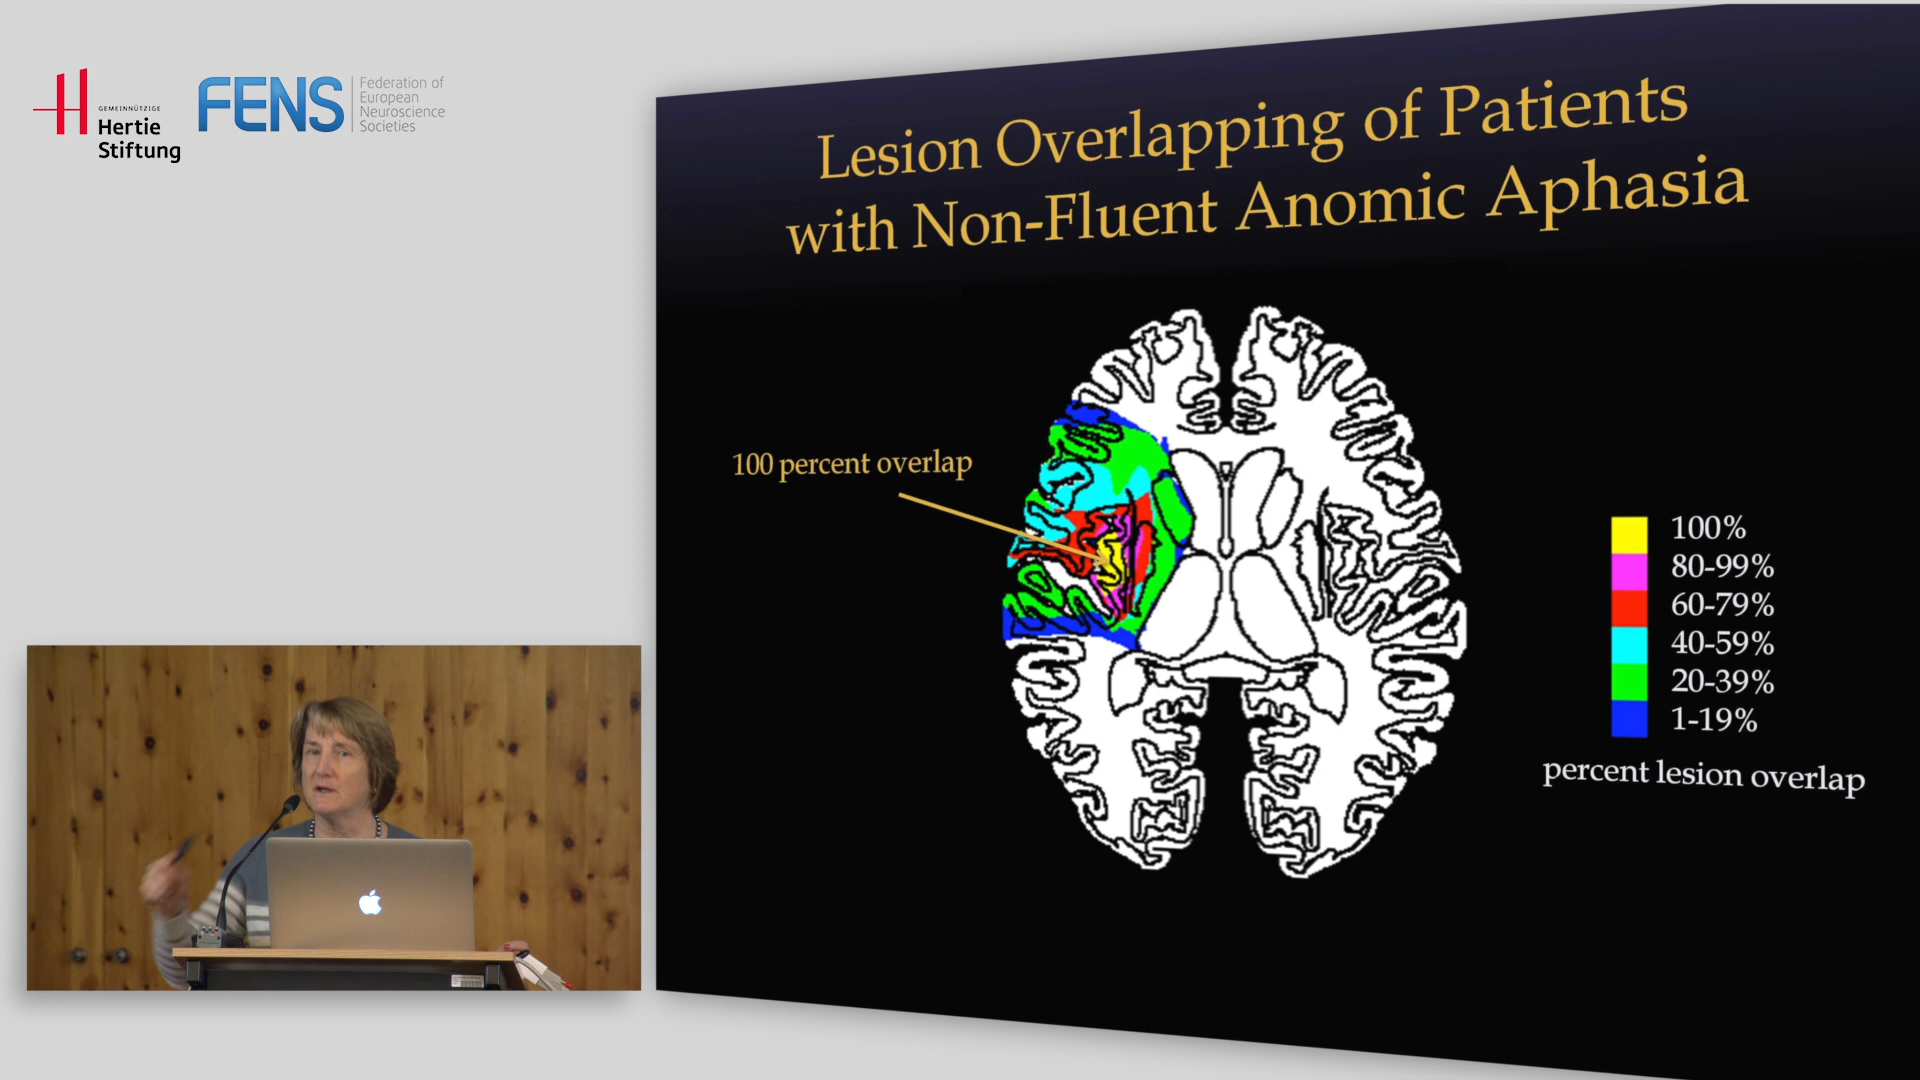 GEMEINNÜTZIGE
Hertie
Stiftung
FENS
Federation of
European
Neuroscience
Societies
Lesion Overlapping of Patients
with Non-Fluent Anomic Aphasia
100 percent overlap
100%
80-99%
60-79%
40-59%
20-39%
1-19%
percent lesion overlap